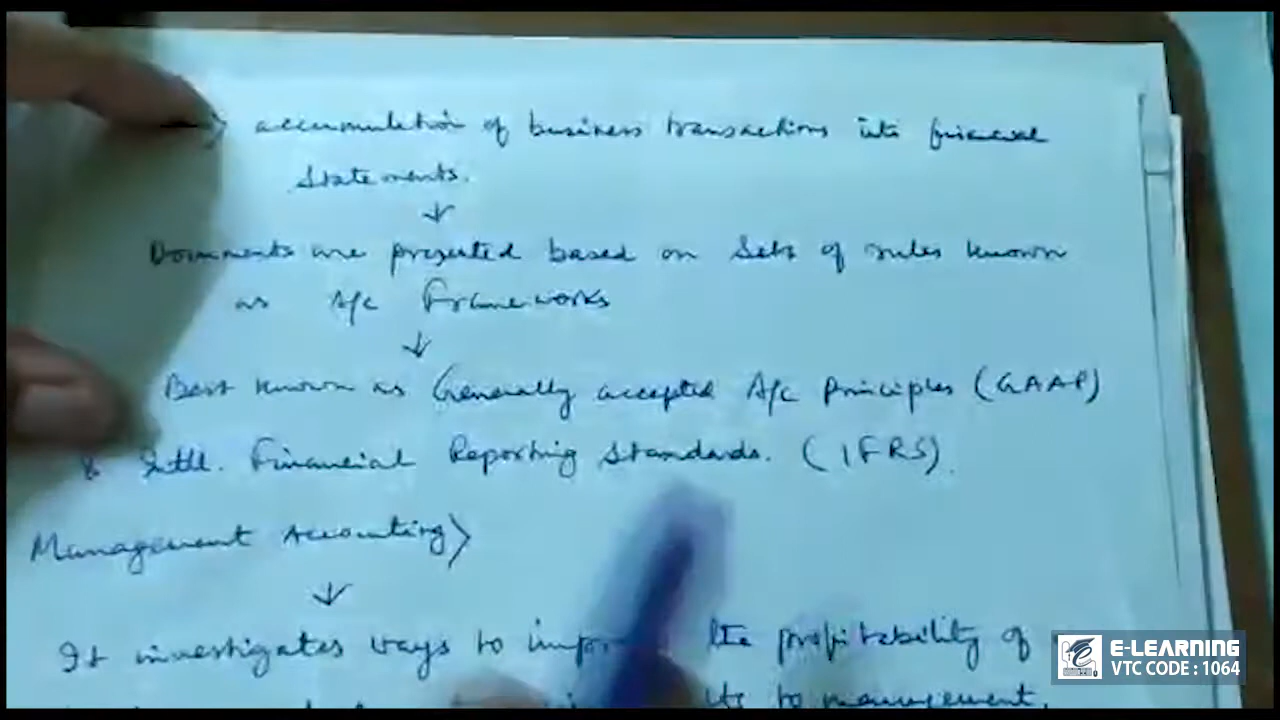 accumulation of business transactions into financial
Statements.
Documents are presented based on Sets of rules known
as A/c Frameworks
Best known as Generally accepted A/c Principles (GAAP)
& Intl. Financial Reporting Standards. (IFRS).
Management Accounting
It investigates ways to the profitability of
to management.
E-LEARNING
VTC CODE : 1064